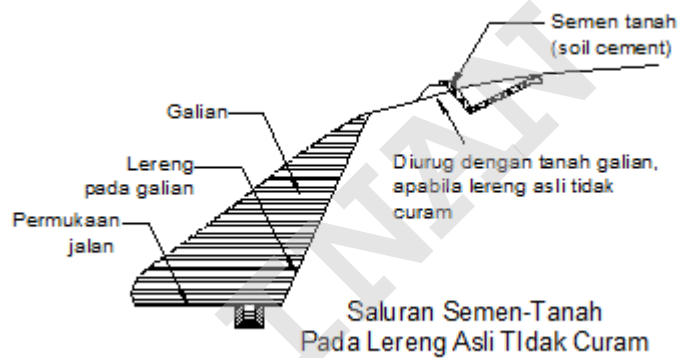 Semen tanah
(soil cement)
Galian
Lereng
pada galian
Permukaan
jalan
Diurug dengan tanah galian,
apabila lereng asli tidak
curam
Saluran Semen-Tanah
Pada Lereng Asli TIdak Curam